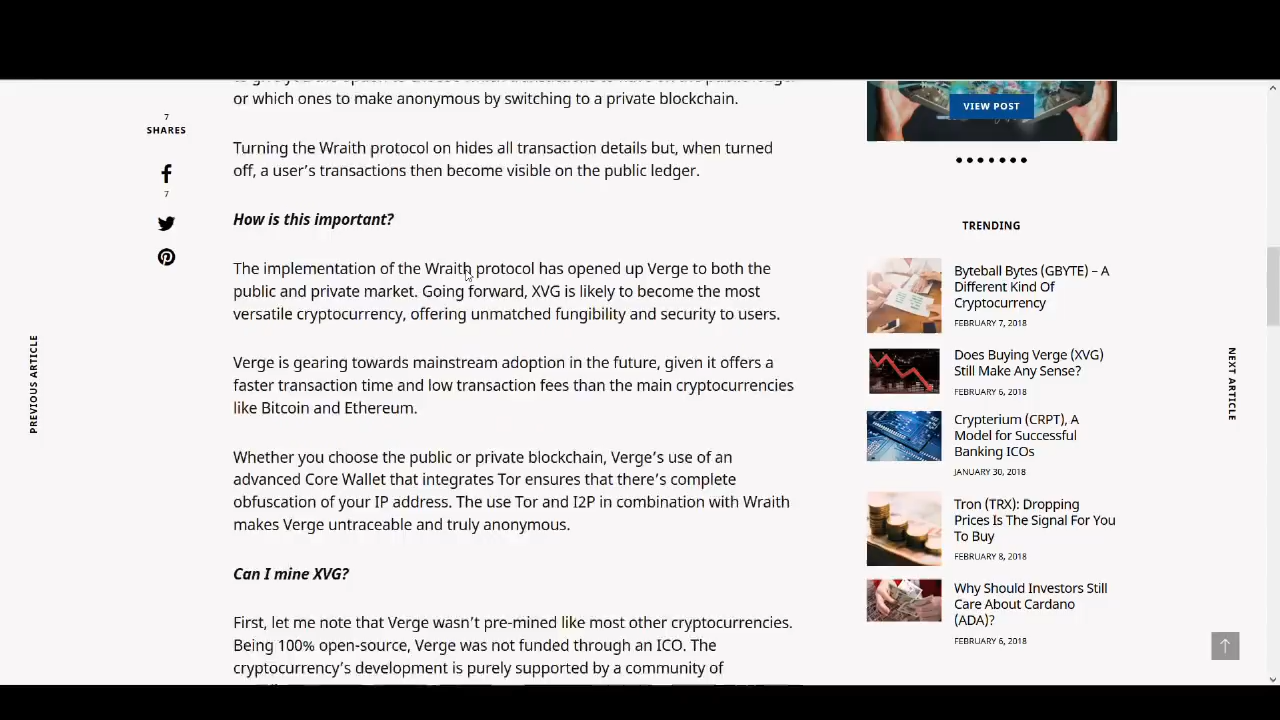 or which ones to make anonymous by switching to a private blockchain.
Turning the Wraith protocol on hides all transaction details but, when turned
off, a user’s transactions then become visible on the public ledger.
How is this important?
The implementation of the Wraith protocol has opened up Verge to both the
public and private market. Going forward, XVG is likely to become the most
versatile cryptocurrency, offering unmatched fungibility and security to users.
Verge is gearing towards mainstream adoption in the future, given it offers a
faster transaction time and low transaction fees than the main cryptocurrencies
like Bitcoin and Ethereum.
Whether you choose the public or private blockchain, Verge’s use of an
advanced Core Wallet that integrates Tor ensures that there’s complete
obfuscation of your IP address. The use Tor and I2P in combination with Wraith
makes Verge untraceable and truly anonymous.
Can I mine XVG?
First, let me note that Verge wasn’t pre-mined like most other cryptocurrencies.
Being 100% open-source, Verge was not funded through an ICO. The
cryptocurrency’s development is purely supported by a community of
7
SHARES
7
PREVIOUS ARTICLE
VIEW POST
TRENDING
Byteball Bytes (GBYTE) – A
Different Kind Of
Cryptocurrency
FEBRUARY 7, 2018
Does Buying Verge (XVG)
Still Make Any Sense?
FEBRUARY 6, 2018
Crypterium (CRPT), A
Model for Successful
Banking ICOs
JANUARY 30, 2018
Tron (TRX): Dropping
Prices Is The Signal For You
To Buy
FEBRUARY 8, 2018
Why Should Investors Still
Care About Cardano
(ADA)?
FEBRUARY 6, 2018
NEXT ARTICLE